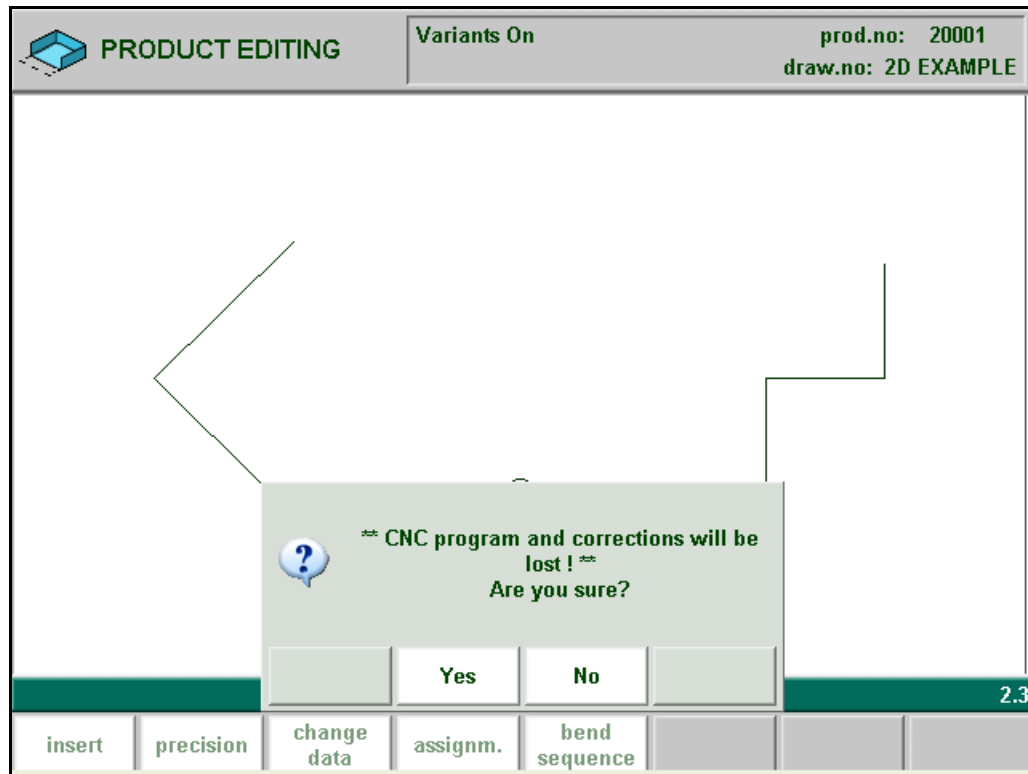 PRODUCT EDITING
Variants On
prod.no: 20001
draw.no: 2D EXAMPLE
** CNC program and corrections will be
lost ! **
Are you sure?
Yes
No
2.3
insert
precision
change
data
assignm.
bend
sequence